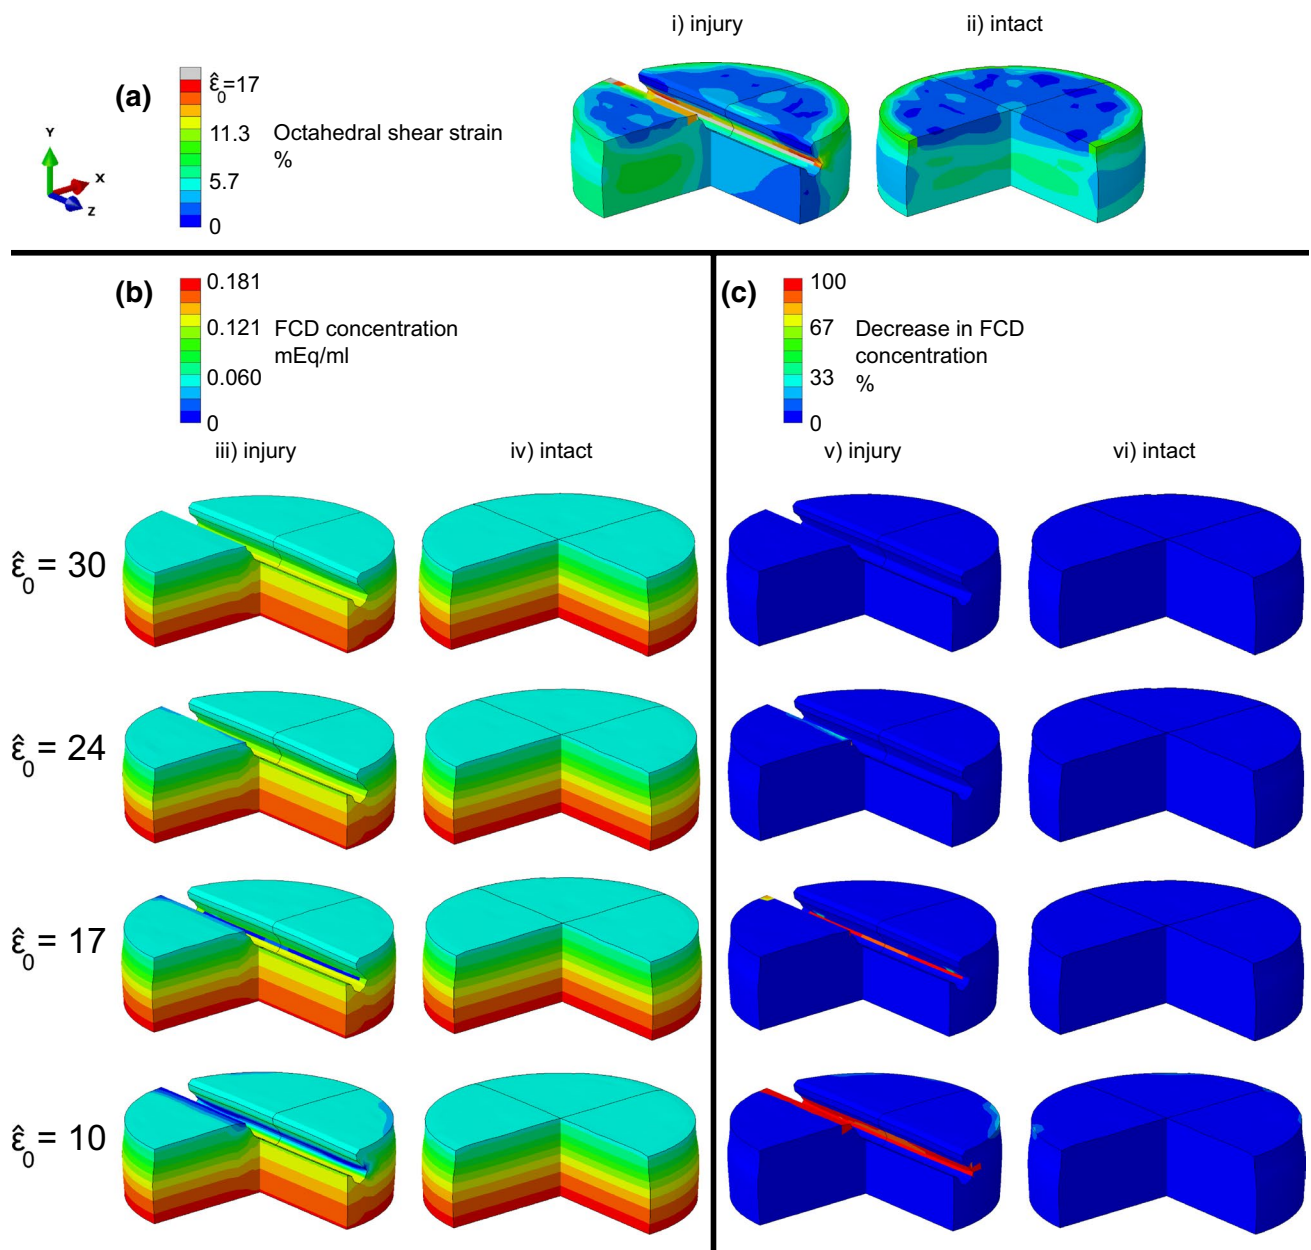 i) injury
ii) intact
(a)
ε̂0=17
11.3
5.7
0
Octahedral shear strain
%
Y
X
Z
(b)
0.181
0.121
0.060
0
FCD concentration
mEq/ml
(c)
100
67
33
0
Decrease in FCD
concentration
%
iii) injury
iv) intact
v) injury
vi) intact
ε̂0 = 30
ε̂0 = 24
ε̂0 = 17
ε̂0 = 10